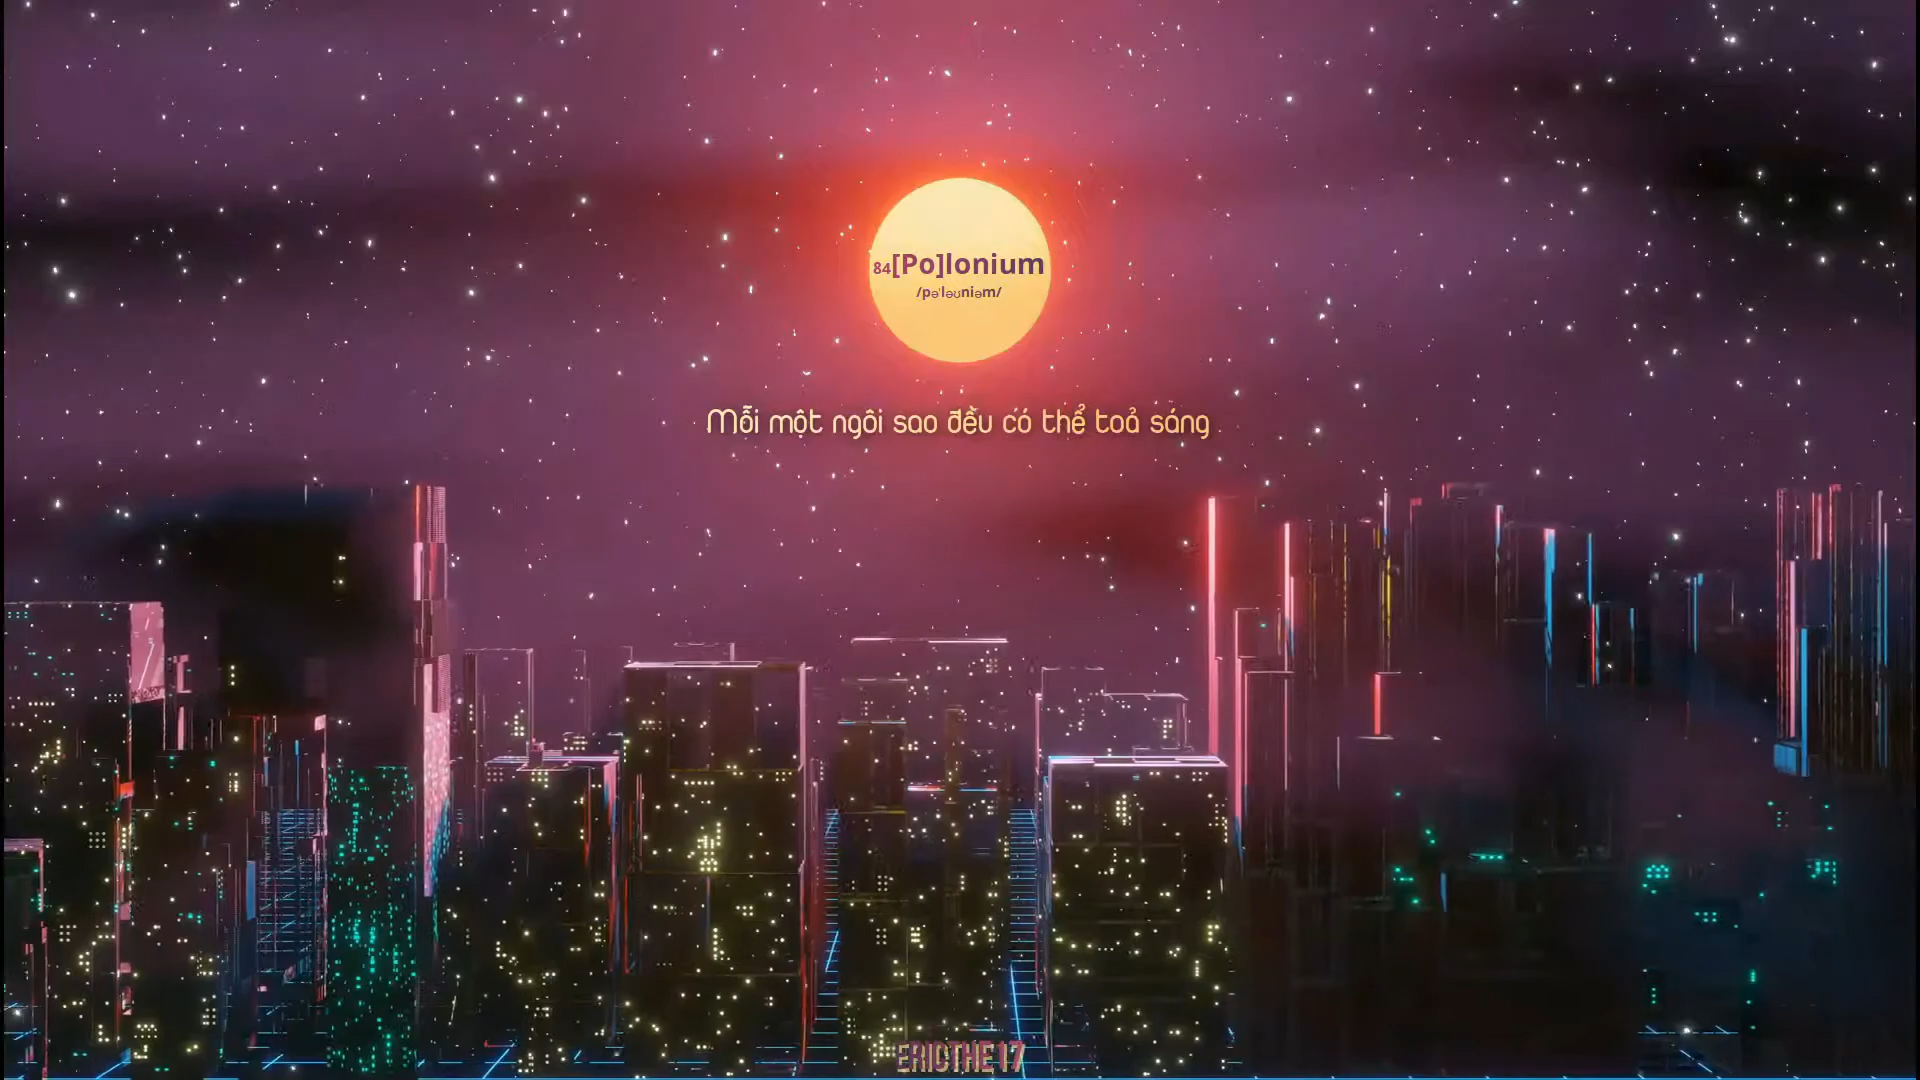 84[Po]lonium
/pəˈləʊniəm/
Mỗi một ngôi sao đều có thể toả sáng
ERICTHE17